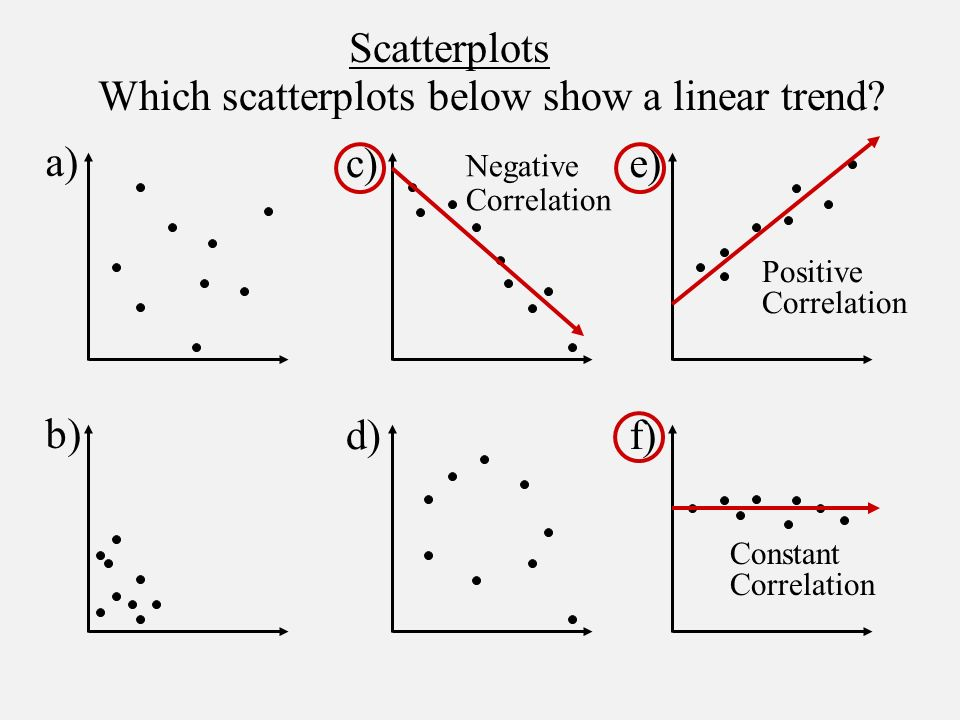 Scatterplots
Which scatterplots below show a linear trend?
a)
c)
Negative
Correlation
e)
Positive
Correlation
b)
d)
f)
Constant
Correlation